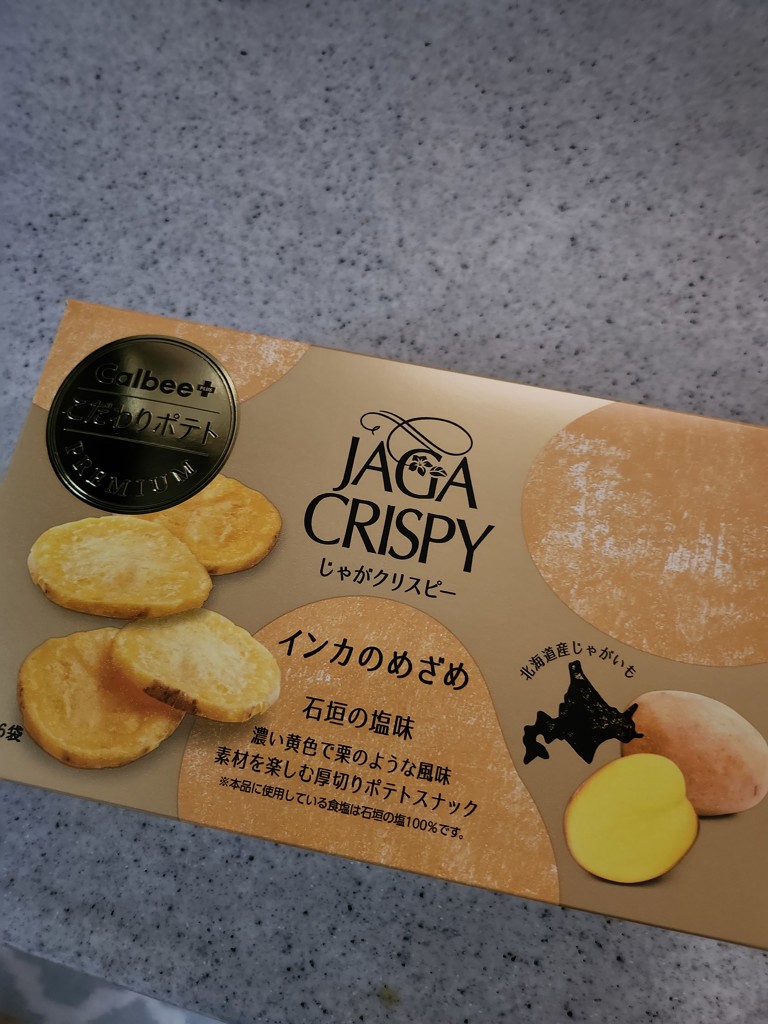 Calbee PLUS
こだわりポテト
PREMIUM
JAGA
CRISPY
じゃがクリスピー
インカのめざめ
石垣の塩味
濃い黄色で栗のような風味
素材を楽しむ厚切りポテトスナック
※本品に使用している食塩は石垣の塩100%です。
北海道産じゃがいも
6袋